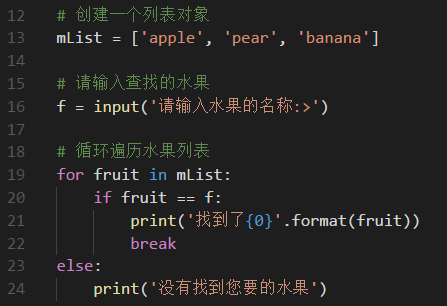 12 # 创建一个列表对象
13 mList = ['apple', 'pear', 'banana']
14
15 # 请输入查找的水果
16 f = input('请输入水果的名称:>')
17
18 # 循环遍历水果列表
19 for fruit in mList:
20     if fruit == f:
21         print('找到了{0}'.format(fruit))
22         break
23 else:
24     print('没有找到您要的水果')